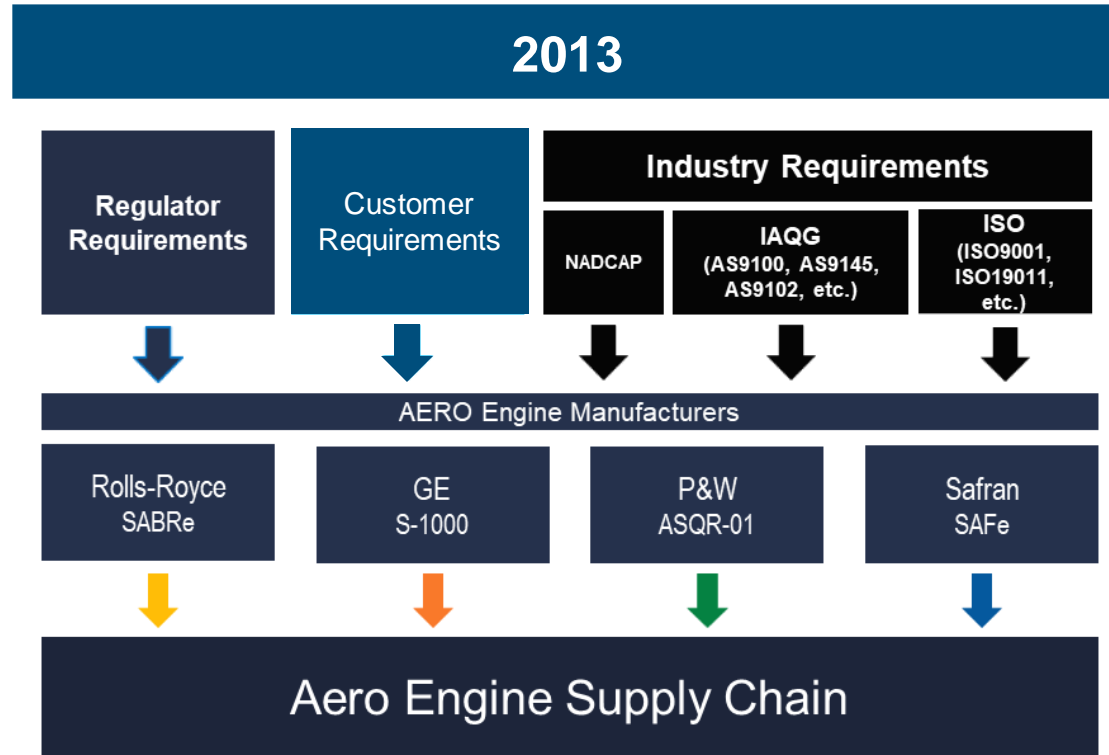 2013
Regulator
Requirements
Customer
Requirements
Industry Requirements
NADCAP
IAQG
(AS9100, AS9145,
AS9102, etc.)
ISO
(ISO9001,
ISO19011,
etc.)
AERO Engine Manufacturers
Rolls-Royce
SABRe
GE
S-1000
P&W
ASQR-01
Safran
SAFe
Aero Engine Supply Chain